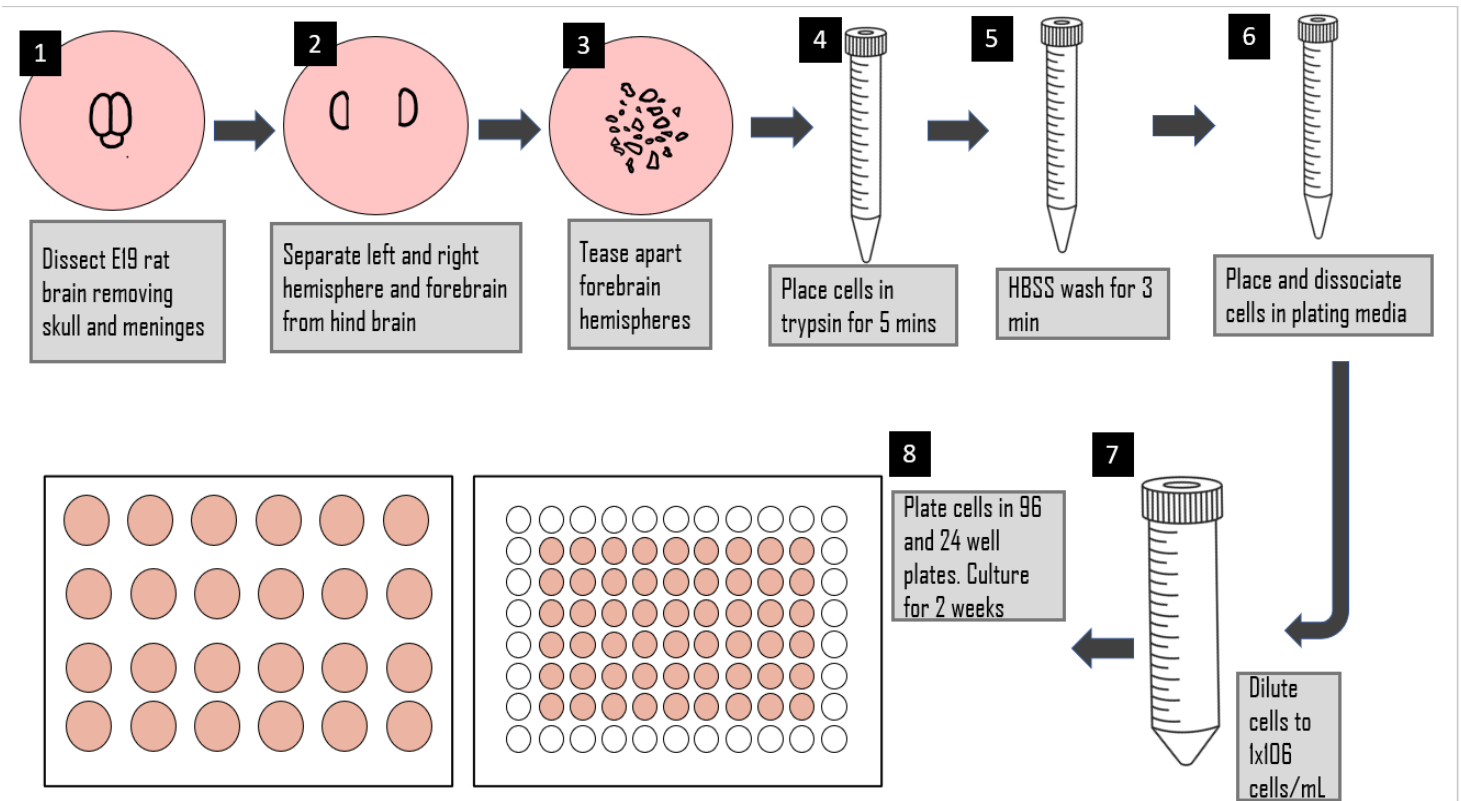 1
Dissect E19 rat
brain removing
skull and meninges
2
Separate left and right
hemisphere and forebrain
from hind brain
3
Tease apart
forebrain
hemispheres
4
Place cells in
trypsin for 5 mins
5
HBSS wash for 3
min
6
Place and dissociate
cells in plating media
7
Dilute
cells to
1x106
cells/mL
8
Plate cells in 96
and 24 well
plates. Culture
for 2 weeks